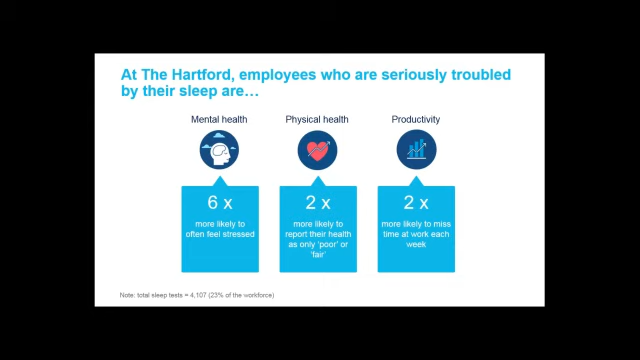 At The Hartford, employees who are seriously troubled
by their sleep are…
Mental health
Physical health
Productivity
6 x
more likely to
often feel stressed
2 x
more likely to
report their health
as only 'poor' or
'fair'
2 x
more likely to miss
time at work each
week
Note: total sleep tests = 4,107 (23% of the workforce)